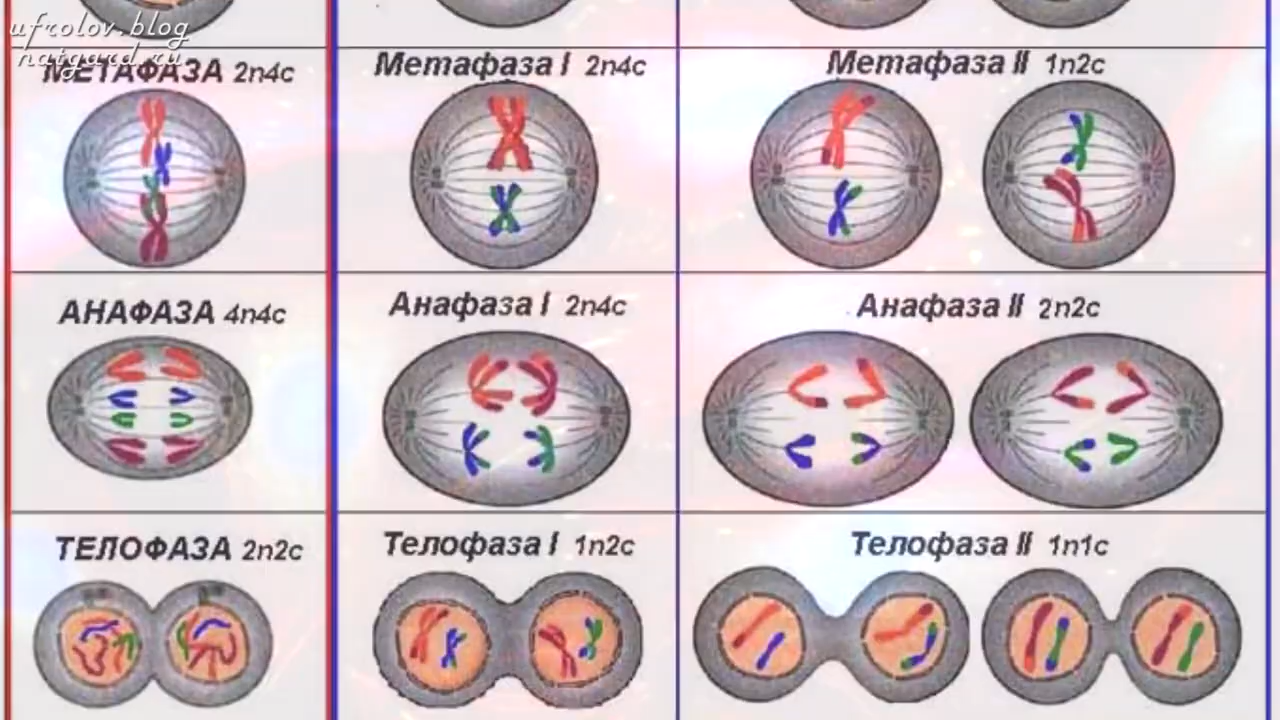 ufrolov.blog
natgard.ru
МЕТАФАЗА 2n4c
Метафаза I 2n4c
Метафаза II 1n2c
АНАФАЗА 4n4c
Анафаза I 2n4c
Анафаза II 2n2c
ТЕЛОФАЗА 2n2c
Телофаза I 1n2c
Телофаза II 1n1c